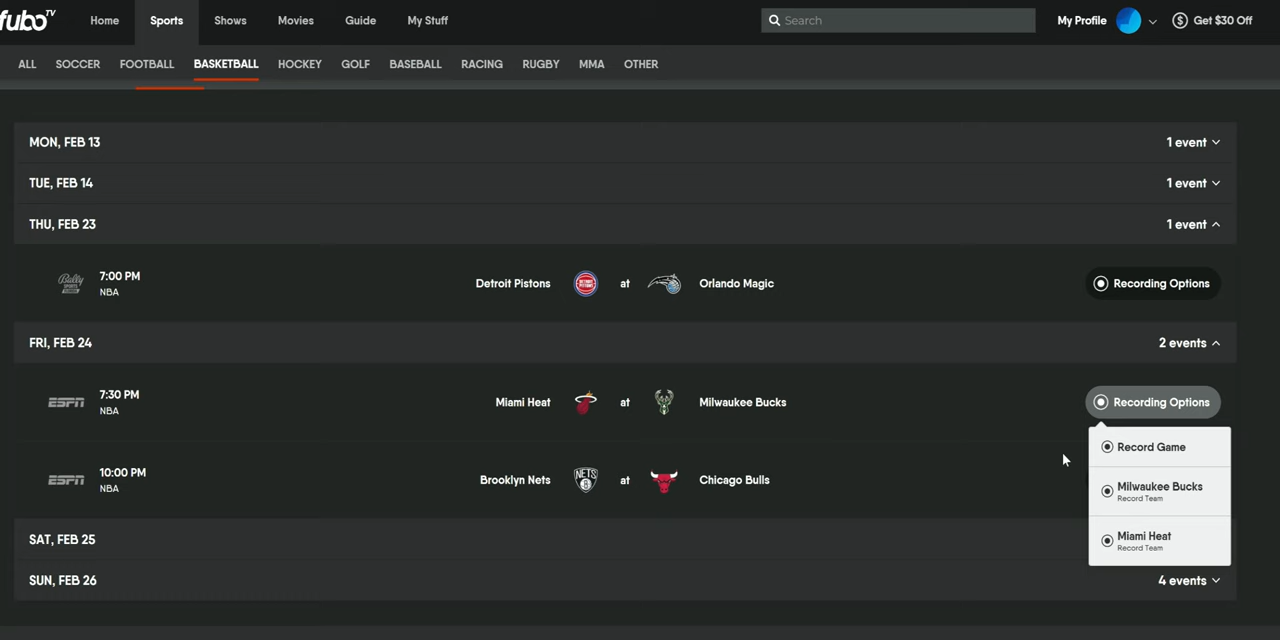 fubo TV
Home
Sports
Shows
Movies
Guide
My Stuff
Search
My Profile
$ Get $30 Off
ALL
SOCCER
FOOTBALL
BASKETBALL
HOCKEY
GOLF
BASEBALL
RACING
RUGBY
MMA
OTHER
MON, FEB 13
1 event
TUE, FEB 14
1 event
THU, FEB 23
1 event
Bally
SPORTS
7:00 PM
NBA
Detroit Pistons
at
Orlando Magic
Recording Options
FRI, FEB 24
2 events
ESPN
7:30 PM
NBA
Miami Heat
at
Milwaukee Bucks
Recording Options
Record Game
Milwaukee Bucks
Record Team
Miami Heat
Record Team
ESPN
10:00 PM
NBA
Brooklyn Nets
NETS
at
Chicago Bulls
SAT, FEB 25
SUN, FEB 26
4 events